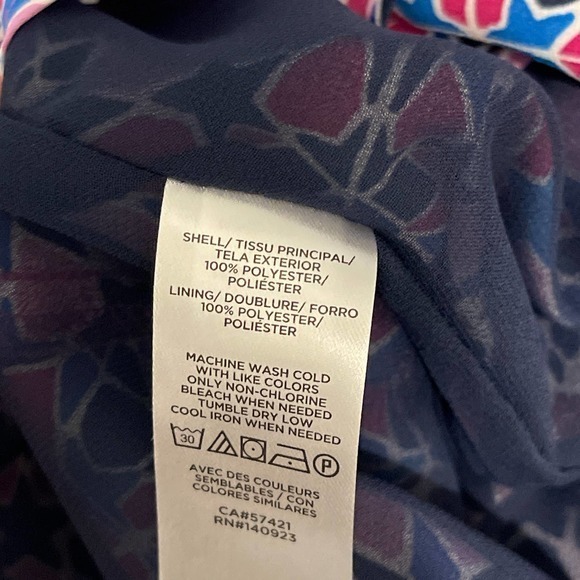 SHELL/ TISSU PRINCIPAL/
TELA EXTERIOR
100% POLYESTER/
POLIÉSTER
LINING/ DOUBLURE/ FORRO
100% POLYESTER/
POLIÉSTER
MACHINE WASH COLD
WITH LIKE COLORS
ONLY NON-CHLORINE
BLEACH WHEN NEEDED
TUMBLE DRY LOW
COOL IRON WHEN NEEDED
30 P
AVEC DES COULEURS
SEMBLABLES / CON
COLORES SIMILARES
CA#57421
RN#140923